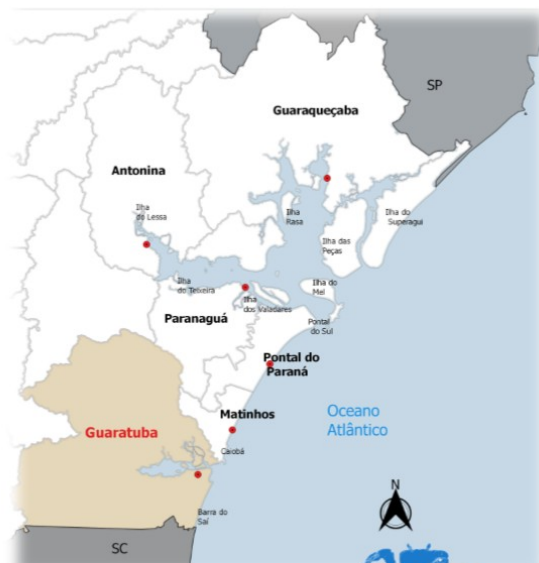 SP
Guaraqueçaba
Antonina
Ilha
do Lessa
Ilha
Rasa
Ilha do
Superagui
Ilha das
Peças
Ilha
do Teixeira
Ilha do
Mel
Ilha
dos Valadares
Paranaguá
Pontal
do Sul
Pontal do
Paraná
Matinhos
Oceano
Atlântico
Guaratuba
Caiobá
N
Barra do
Saí
SC